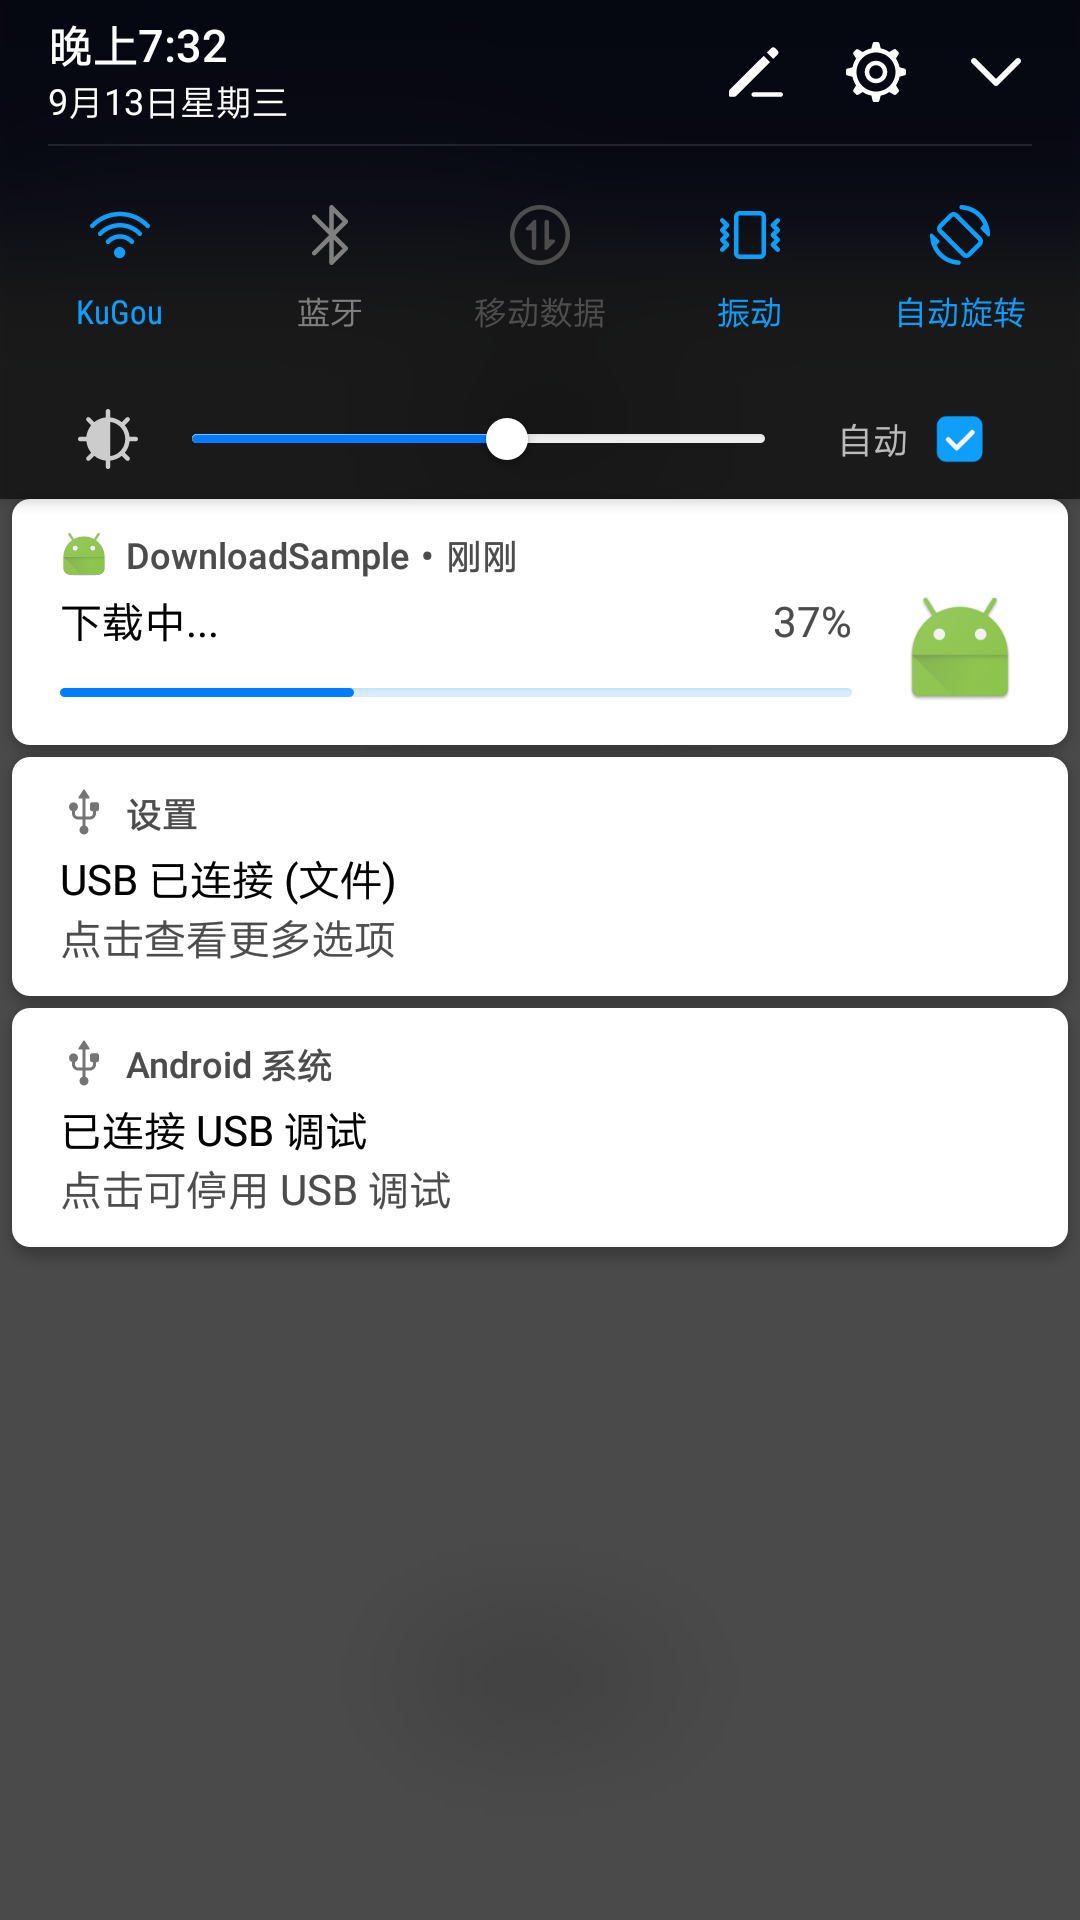 晚上7:32
9月13日星期三
KuGou 蓝牙 移动数据 振动 自动旋转
自动
DownloadSample • 刚刚
下载中... 37%
设置
USB 已连接 (文件)
点击查看更多选项
Android 系统
已连接 USB 调试
点击可停用 USB 调试